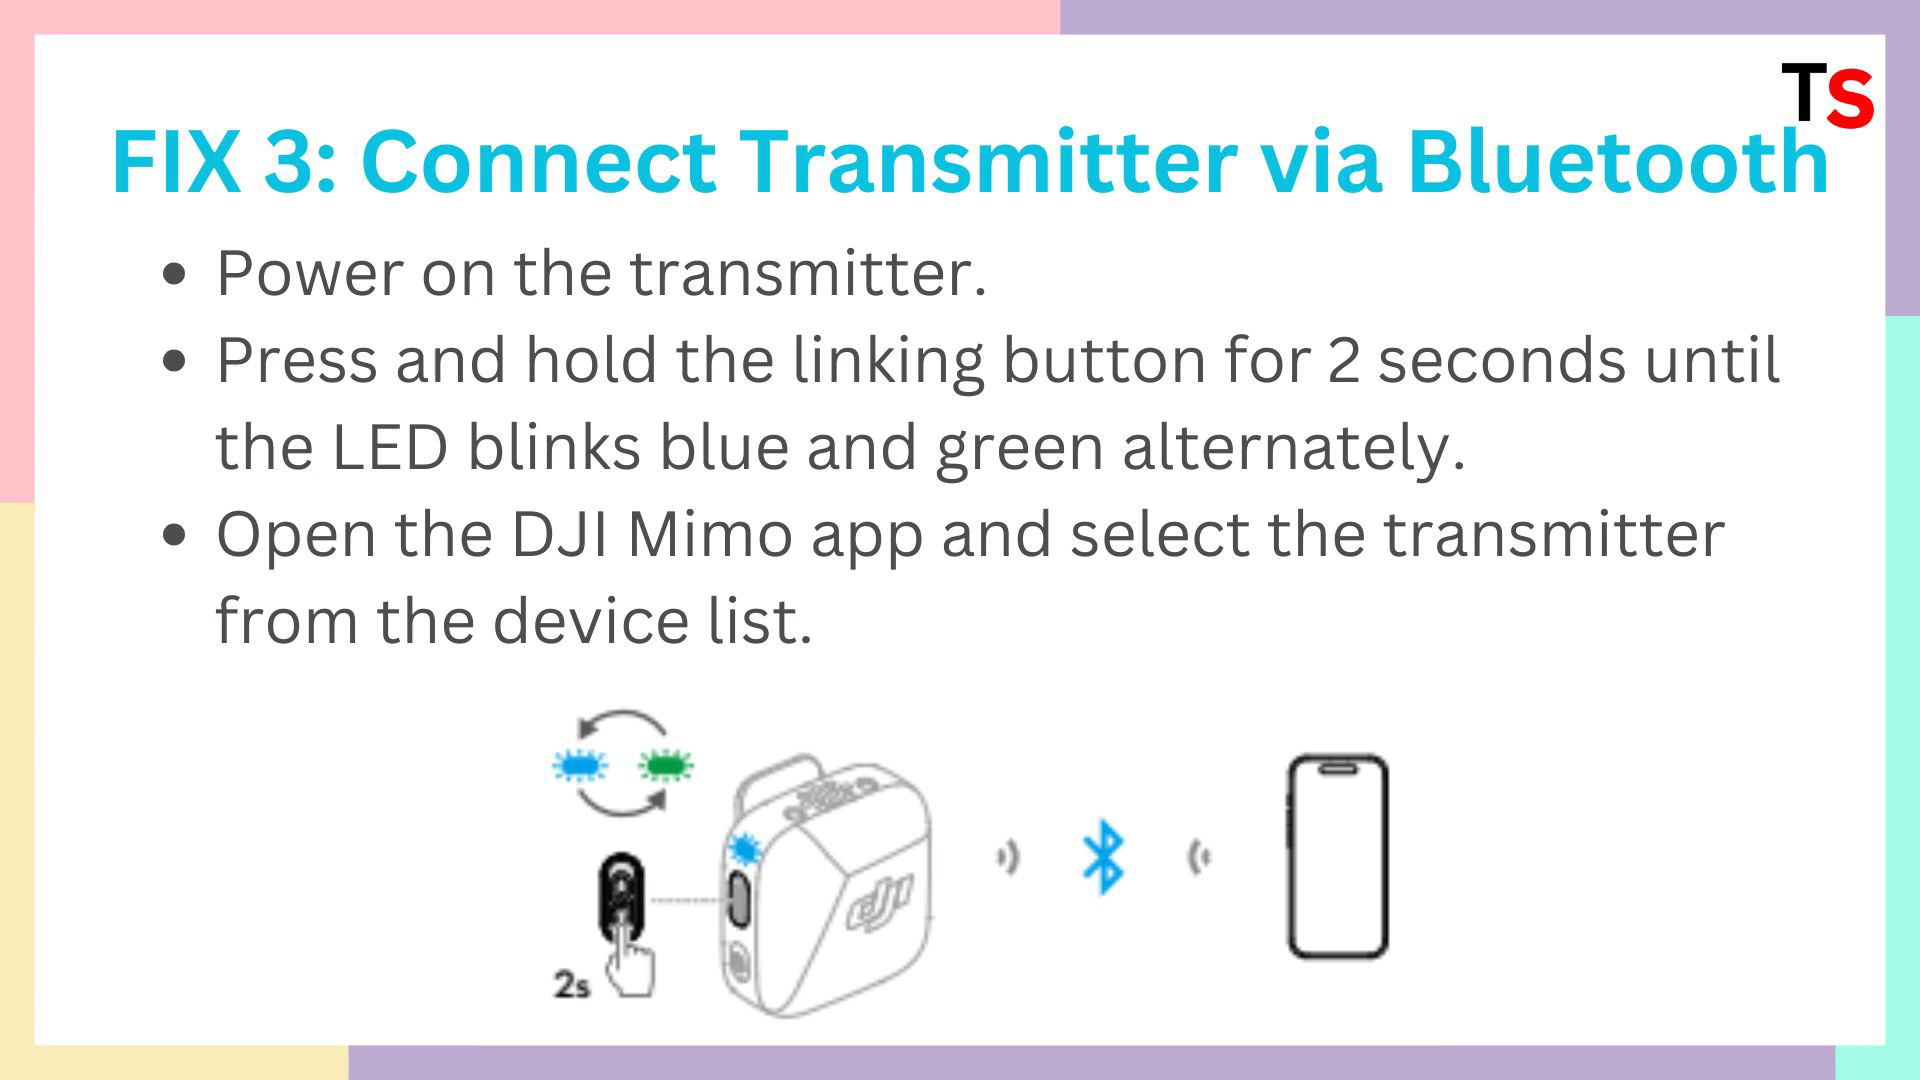 TS
FIX 3: Connect Transmitter via Bluetooth
• Power on the transmitter.
• Press and hold the linking button for 2 seconds until
the LED blinks blue and green alternately.
• Open the DJI Mimo app and select the transmitter
from the device list.
2s
dji